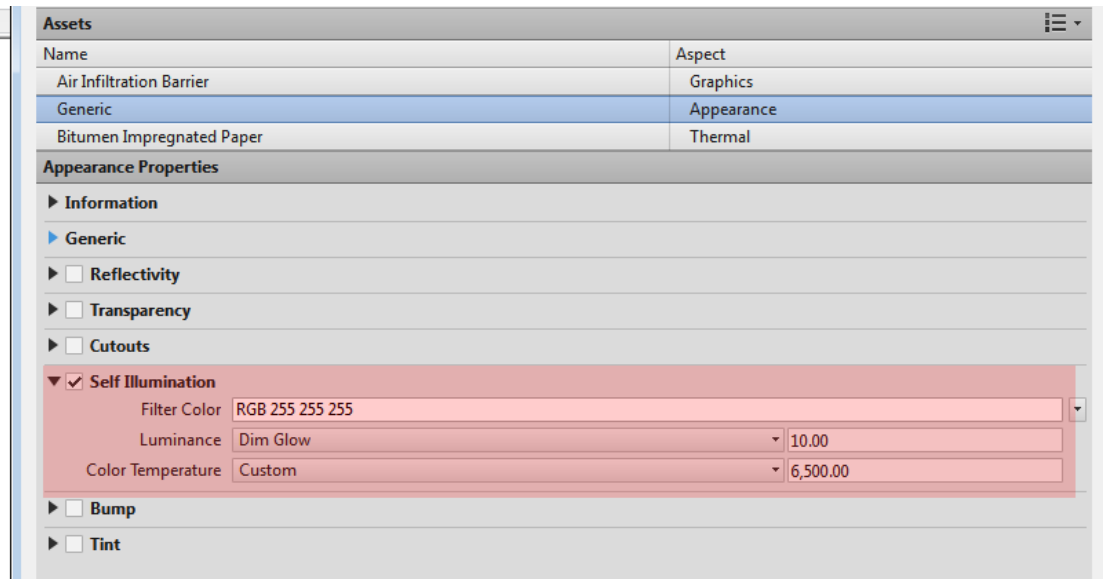 Assets
Name Aspect
Air Infiltration Barrier Graphics
Generic Appearance
Bitumen Impregnated Paper Thermal
Appearance Properties
Information
Generic
Reflectivity
Transparency
Cutouts
Self Illumination
Filter Color RGB 255 255 255
Luminance Dim Glow 10.00
Color Temperature Custom 6,500.00
Bump
Tint